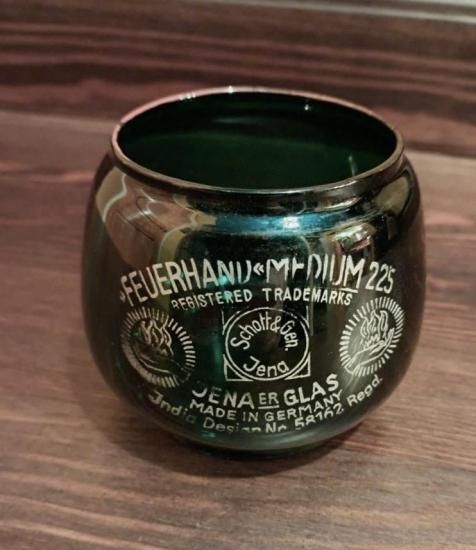 »FEUERHAND« MEDIUM 225
REGISTERED TRADEMARKS
Schott & Gen.
Jena
JENAER GLAS
MADE IN GERMANY
India Design No. 58162 Regd.